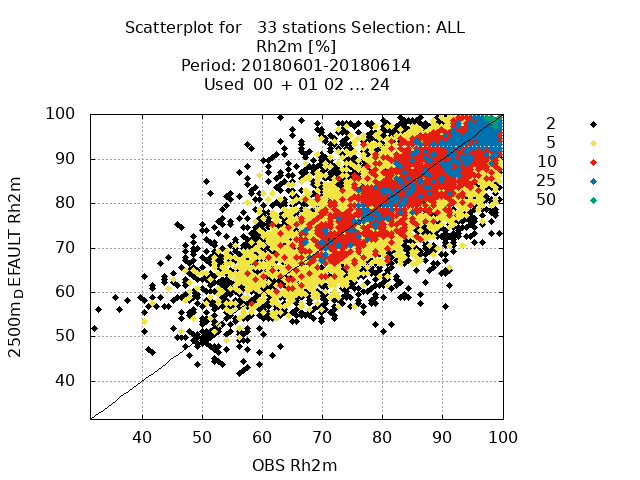 Scatterplot for   33 stations Selection: ALL
Rh2m [%]
Period: 20180601-20180614
Used  00 + 01 02 ... 24
2
5
10
25
50
100
90
80
70
60
50
40
2500m_DEFAULT Rh2m
40 50 60 70 80 90 100
OBS Rh2m